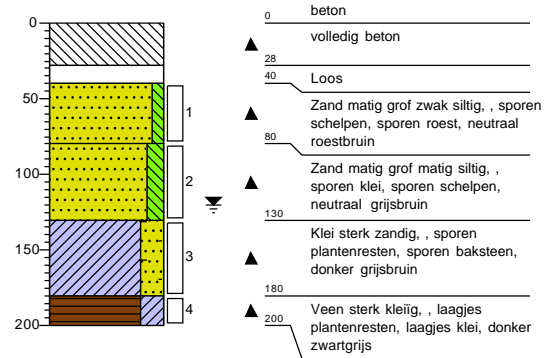 0
50
100
150
200
1
2
3
4
0
beton
volledig beton
28
40
Loos
Zand matig grof zwak siltig, , sporen
schelpen, sporen roest, neutraal
roestbruin
80
Zand matig grof matig siltig, ,
sporen klei, sporen schelpen,
neutraal grijsbruin
130
Klei sterk zandig, , sporen
plantenresten, sporen baksteen,
donker grijsbruin
180
Veen sterk kleiïg, , laagjes
plantenresten, laagjes klei, donker
zwartgrijs
200